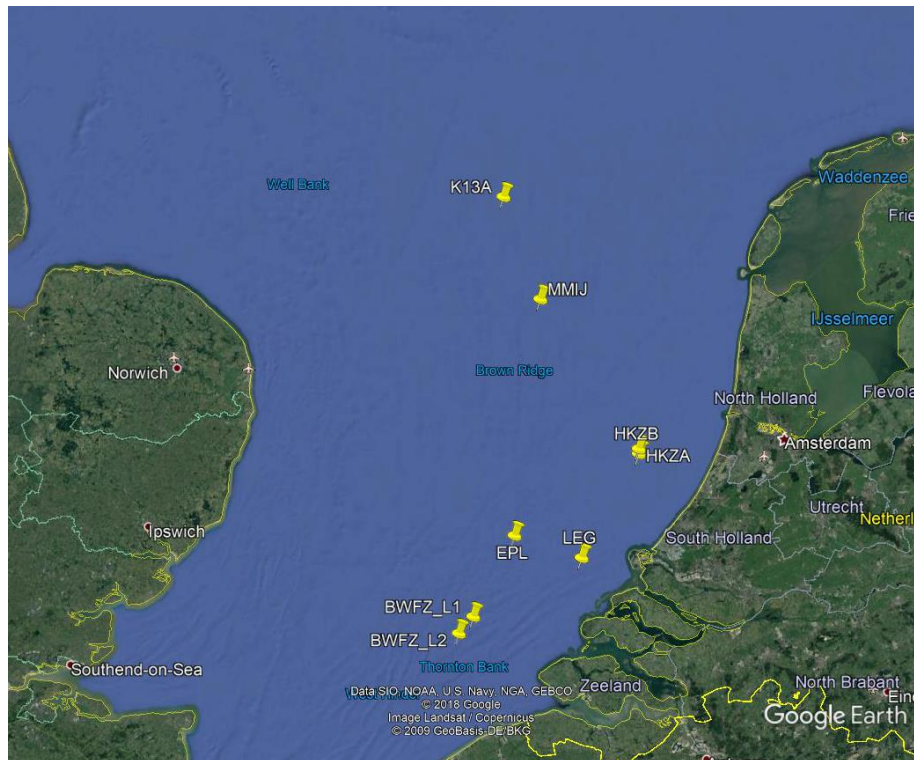 Waddenzee
Well Bank
K13A
Frie
MMIJ
IJsselmeer
Norwich
Brown Ridge
North Holland
Flevola
HKZB
Amsterdam
HKZA
Utrecht
Netherl
Ipswich
EPL
LEG
South Holland
BWFZ_L1
BWFZ_L2
Thornton Bank
Southend-on-Sea
Zeeland
North Brabant
Ein
Data SIO, NOAA, U.S. Navy, NGA, GEBCO
© 2018 Google
Image Landsat / Copernicus
© 2009 GeoBasis-DE/BKG
Google Earth